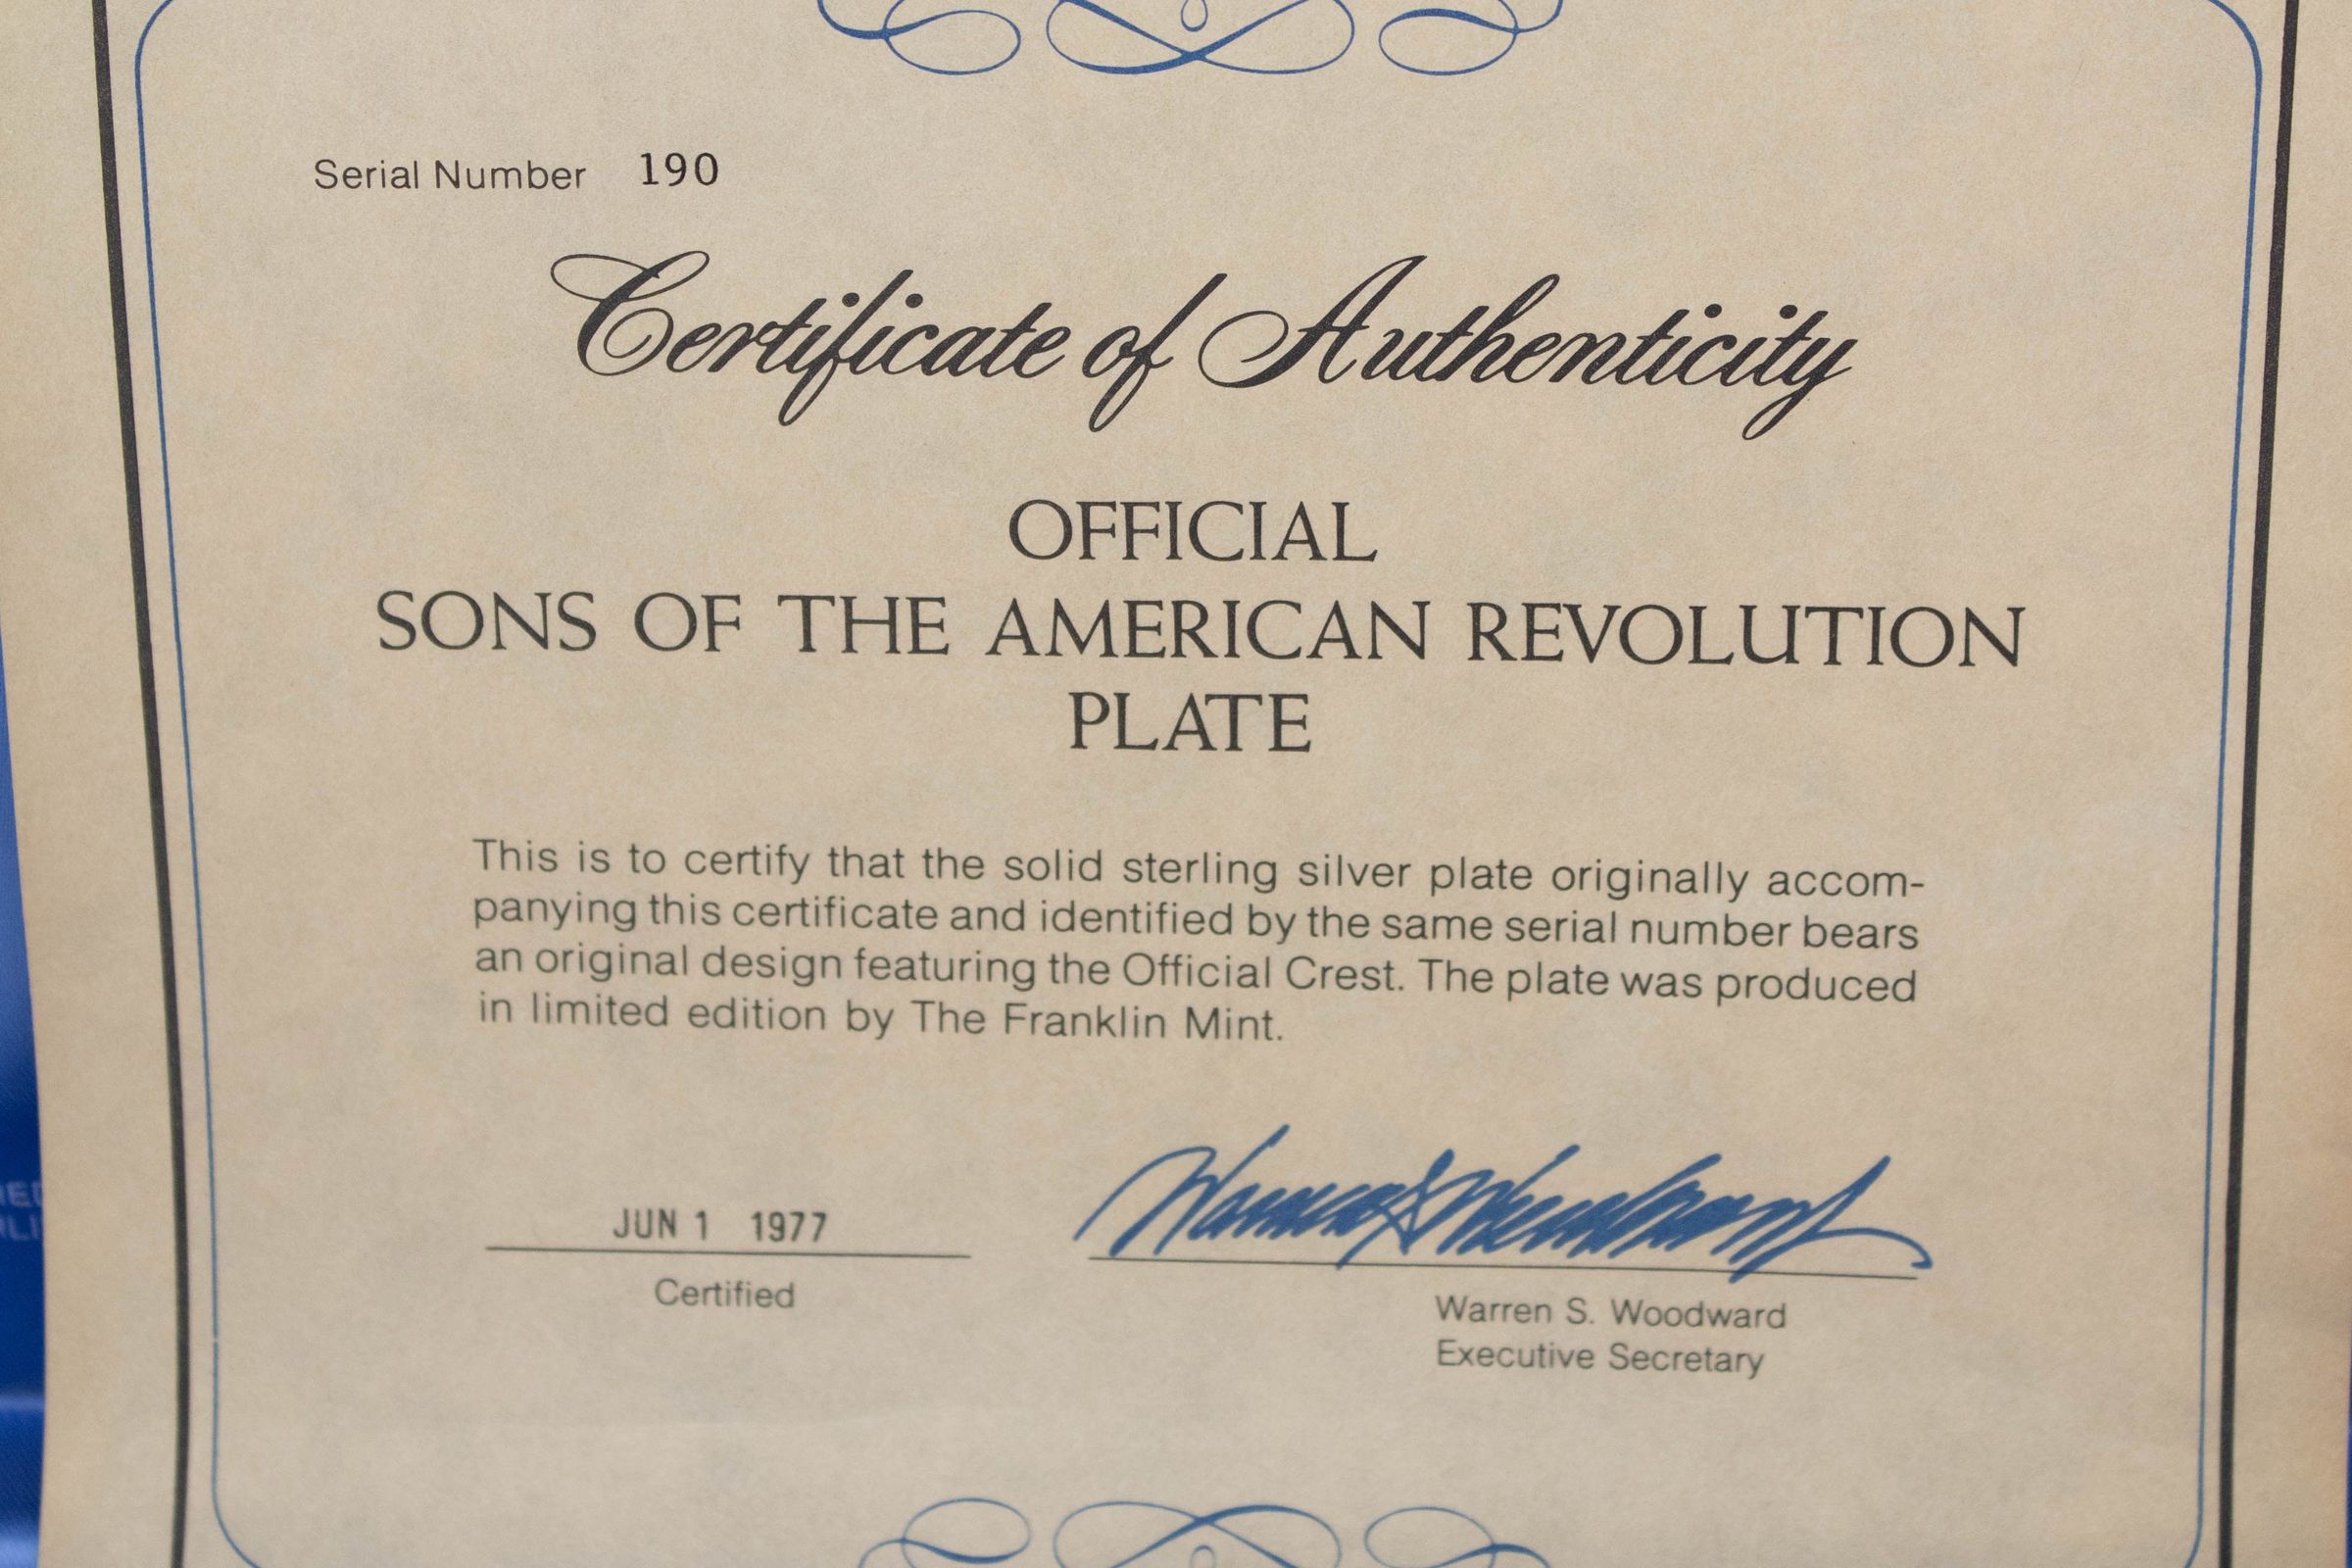 Serial Number 190
Certificate of Authenticity
OFFICIAL
SONS OF THE AMERICAN REVOLUTION
PLATE
This is to certify that the solid sterling silver plate originally accom-
panying this certificate and identified by the same serial number bears
an original design featuring the Official Crest. The plate was produced
in limited edition by The Franklin Mint.
JUN 1 1977
Certified
Warren S. Woodward
Warren S. Woodward
Executive Secretary